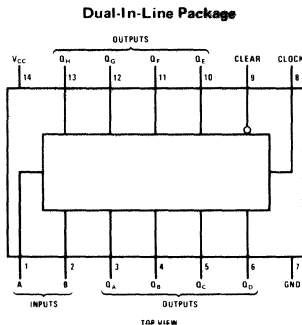 Dual-In-Line Package
OUTPUTS
VCC QH QG QF QE CLEAR CLOCK
14 13 12 11 10 9 8
1 2 3 4 5 6 7
A B QA QB QC QD GND
INPUTS OUTPUTS
TOP VIEW